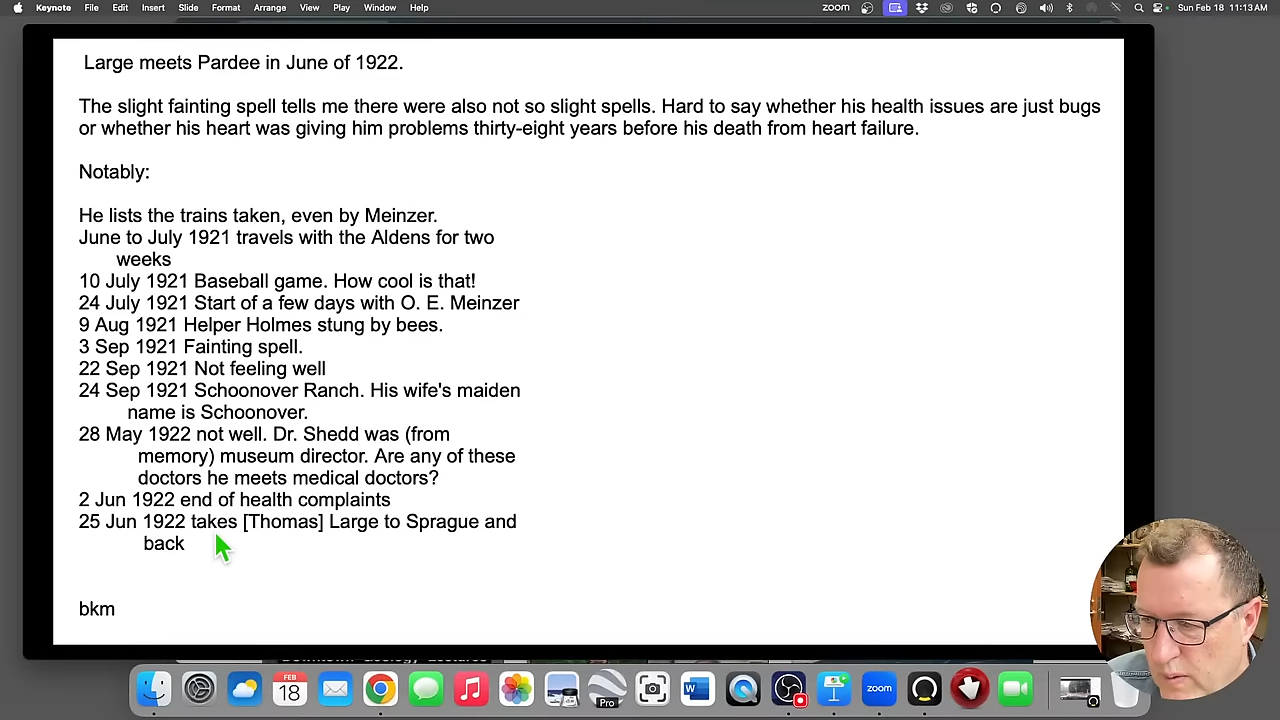 Keynote File Edit Insert Slide Format Arrange View Play Window Help zoom Sun Feb 18 11:13 AM
Large meets Pardee in June of 1922.
The slight fainting spell tells me there were also not so slight spells. Hard to say whether his health issues are just bugs
or whether his heart was giving him problems thirty-eight years before his death from heart failure.
Notably:
He lists the trains taken, even by Meinzer.
June to July 1921 travels with the Aldens for two
weeks
10 July 1921 Baseball game. How cool is that!
24 July 1921 Start of a few days with O. E. Meinzer
9 Aug 1921 Helper Holmes stung by bees.
3 Sep 1921 Fainting spell.
22 Sep 1921 Not feeling well
24 Sep 1921 Schoonover Ranch. His wife's maiden
name is Schoonover.
28 May 1922 not well. Dr. Shedd was (from
memory) museum director. Are any of these
doctors he meets medical doctors?
2 Jun 1922 end of health complaints
25 Jun 1922 takes [Thomas] Large to Sprague and
back
bkm
FEB
18
Pro
W
zoom